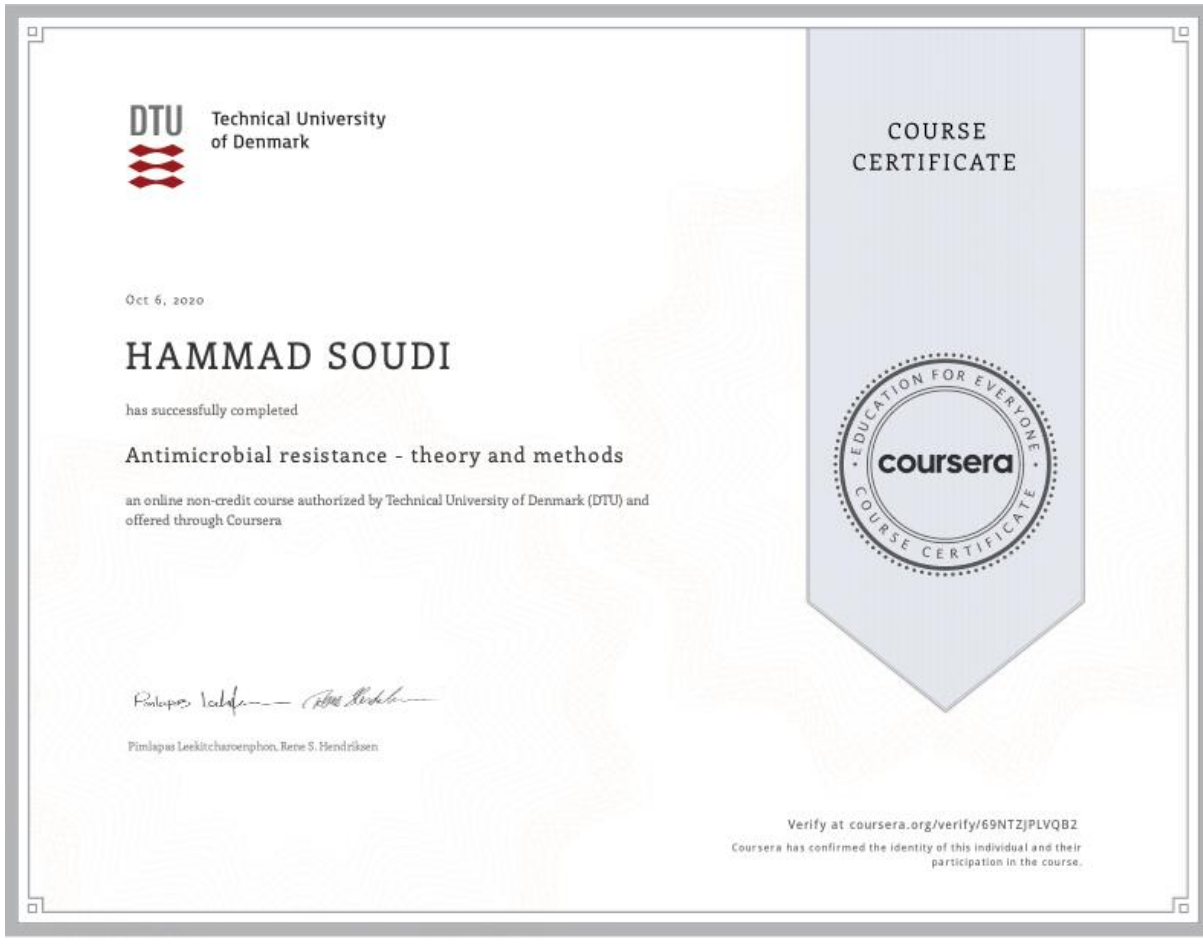 DTU
Technical University
of Denmark
COURSE
CERTIFICATE
Oct 6, 2020
HAMMAD SOUDI
has successfully completed
Antimicrobial resistance - theory and methods
an online non-credit course authorized by Technical University of Denmark (DTU) and
offered through Coursera
EDUCATION FOR EVERYONE
coursera
COURSE CERTIFICATE
Pimlapas Leekitcharoenphon, Rene S. Hendriksen
Verify at coursera.org/verify/69NTZJPLVQB2
Coursera has confirmed the identity of this individual and their
participation in the course.